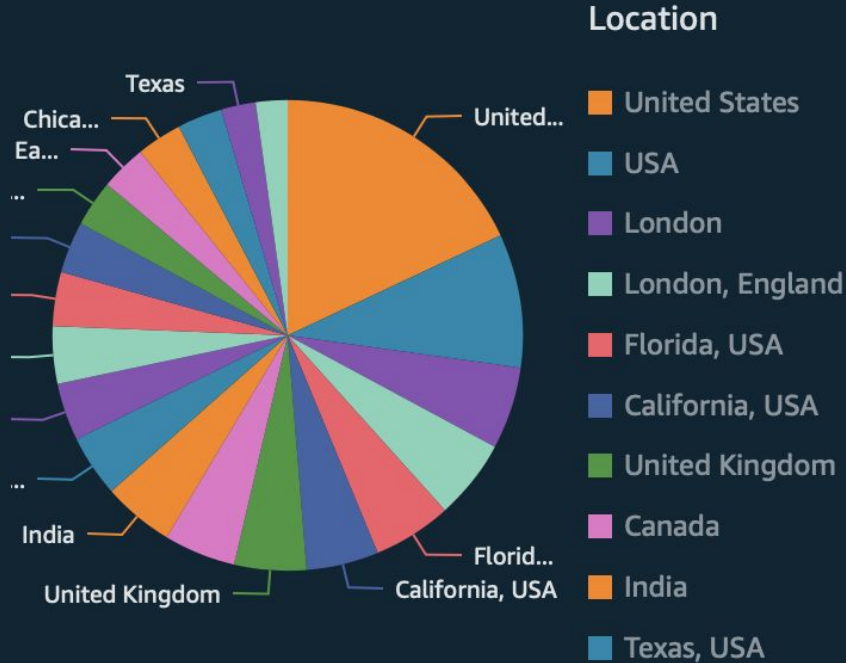 Location
United States
USA
London
London, England
Florida, USA
California, USA
United Kingdom
Canada
India
Texas, USA
Texas
Chica...
Ea...
...
...
India
United Kingdom
California, USA
Florid...
United...